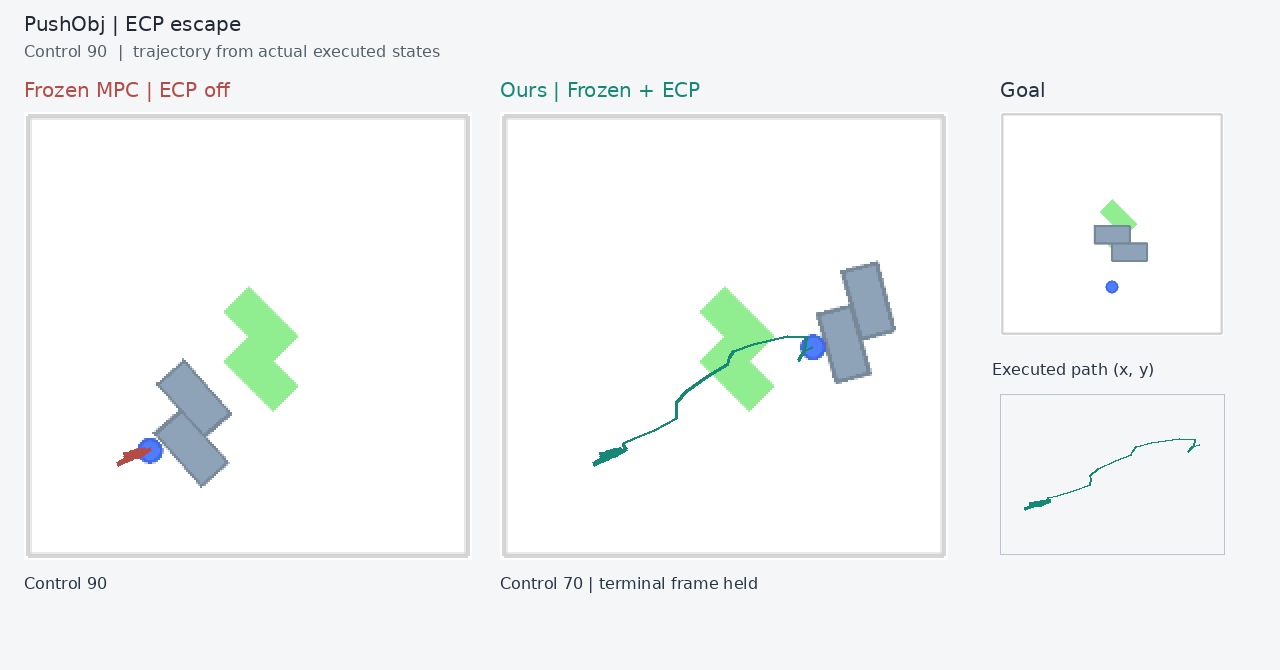 PushObj | ECP escape
Control 90  |  trajectory from actual executed states
Frozen MPC | ECP off
Ours | Frozen + ECP
Goal
Executed path (x, y)
Control 90
Control 70 | terminal frame held